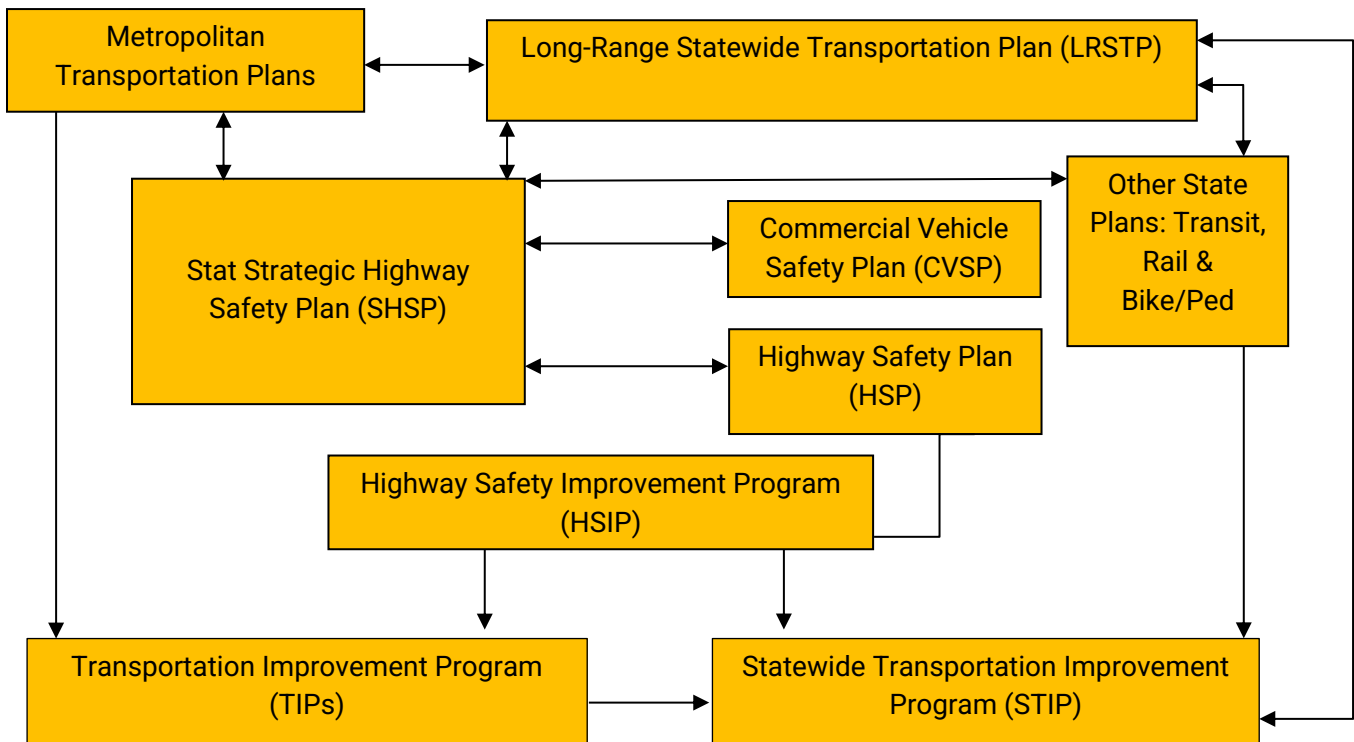 Metropolitan
Transportation Plans
Long-Range Statewide Transportation Plan (LRSTP)
Other State
Plans: Transit,
Rail &
Bike/Ped
Stat Strategic Highway
Safety Plan (SHSP)
Commercial Vehicle
Safety Plan (CVSP)
Highway Safety Plan
(HSP)
Highway Safety Improvement Program
(HSIP)
Transportation Improvement Program
(TIPs)
Statewide Transportation Improvement
Program (STIP)